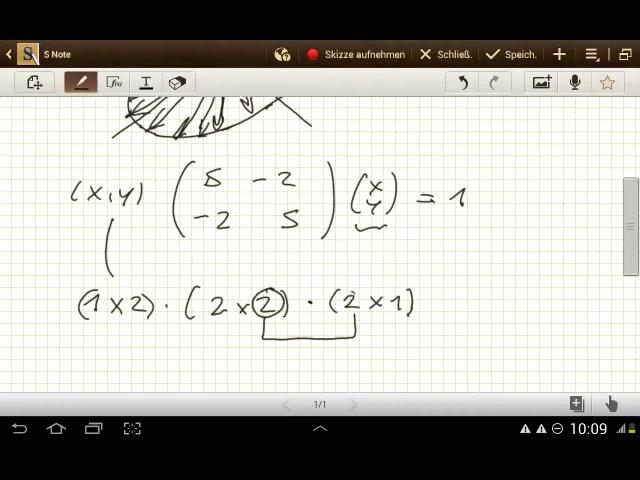 S Note Skizze aufnehmen Schließ. Speich.
f(x)
T
(x,y) ( 5 -2 ) (x) = 1
-2 5 y
(1 x 2) · (2 x 2) · (2 x 1)
1/1
10:09